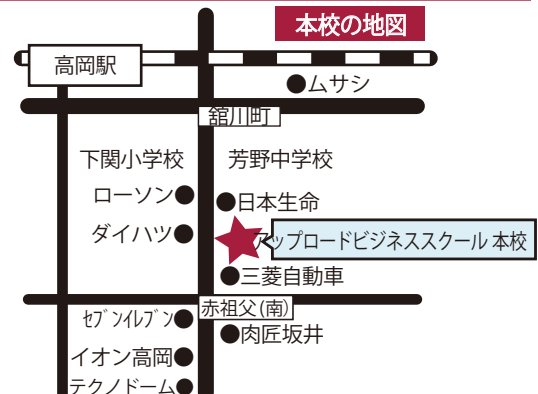 本校の地図
高岡駅
ムサシ
舘川町
下関小学校
芳野中学校
ローソン
日本生命
ダイハツ
アップロードビジネススクール 本校
三菱自動車
赤祖父(南)
セブンイレブン
肉匠坂井
イオン高岡
テクノドーム